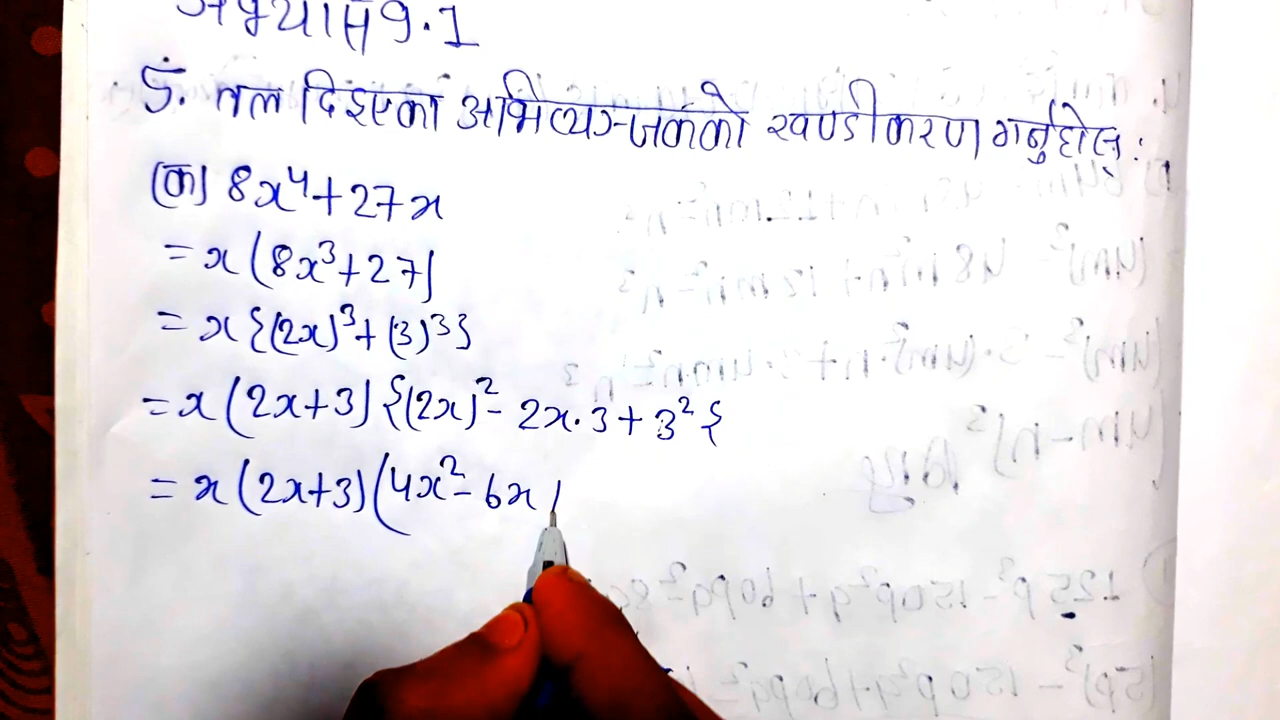 अभ्यास 9.1
5. तल दिइएका अभिव्यन्जकको खण्डीकरण गर्नुहोस् :
(क) 8x⁴+27x
= x(8x³+27)
= x{(2x)³+(3)³}
= x(2x+3){(2x)²- 2x·3+3²}
= x(2x+3)(4x²-6x